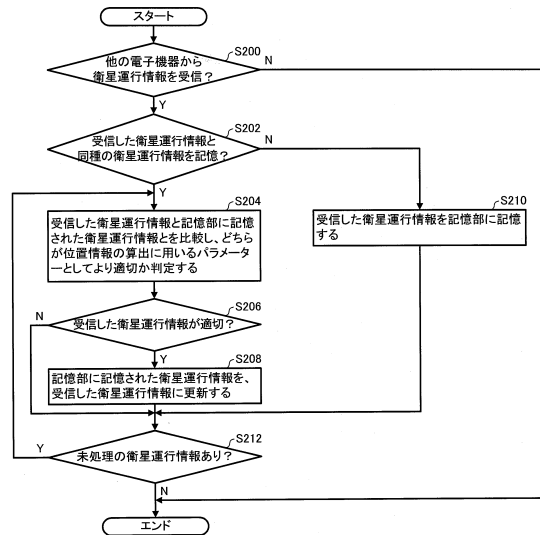 スタート
S200
他の電子機器から
衛星運行情報を受信？
N
Y
S202
受信した衛星運行情報と
同種の衛星運行情報を記憶？
N
Y
S204
受信した衛星運行情報と記憶部に記憶
された衛星運行情報とを比較し、どちら
が位置情報の算出に用いるパラメータ
ーとしてより適切か判定する
S210
受信した衛星運行情報を記憶部に記憶
する
S206
N
受信した衛星運行情報が適切？
Y
S208
記憶部に記憶された衛星運行情報を、
受信した衛星運行情報に更新する
S212
Y
未処理の衛星運行情報あり？
N
エンド